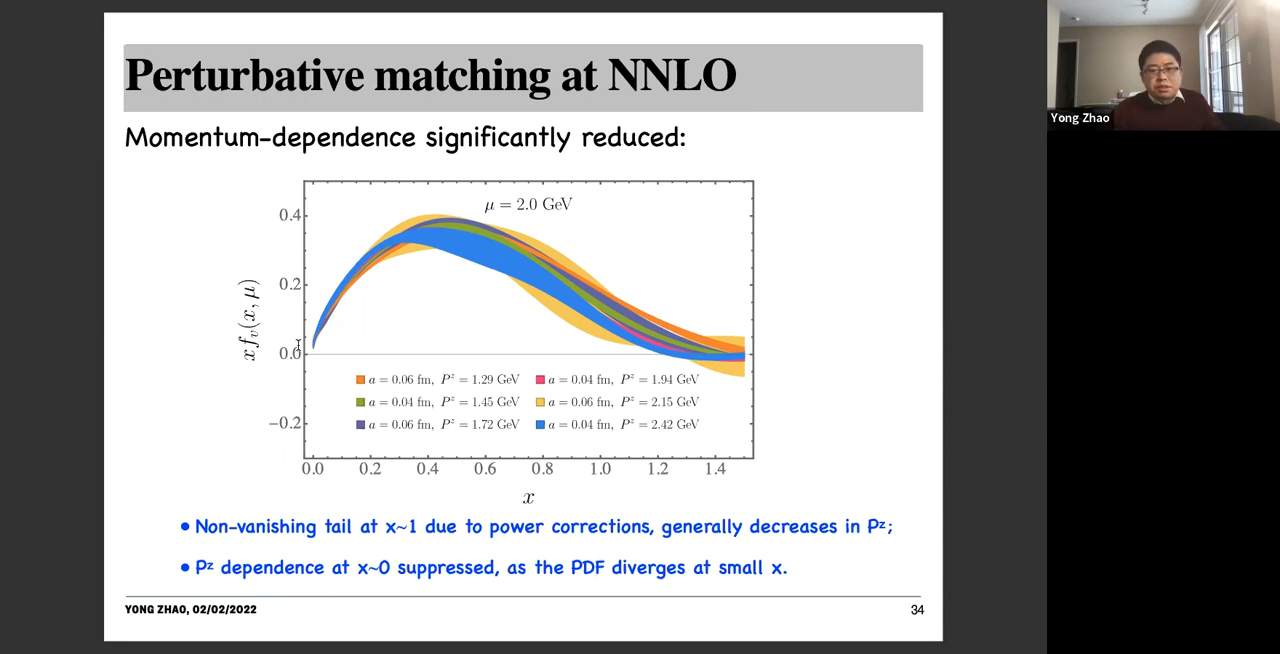 Perturbative matching at NNLO
Momentum-dependence significantly reduced:
μ = 2.0 GeV
0.4
0.2
0.0
−0.2
x f_v(x, μ)
a = 0.06 fm, P^z = 1.29 GeV
a = 0.04 fm, P^z = 1.94 GeV
a = 0.04 fm, P^z = 1.45 GeV
a = 0.06 fm, P^z = 2.15 GeV
a = 0.06 fm, P^z = 1.72 GeV
a = 0.04 fm, P^z = 2.42 GeV
0.0 0.2 0.4 0.6 0.8 1.0 1.2 1.4
x
• Non-vanishing tail at x~1 due to power corrections, generally decreases in Pᶻ;
• Pᶻ dependence at x~0 suppressed, as the PDF diverges at small x.
YONG ZHAO, 02/02/2022
34
Yong Zhao